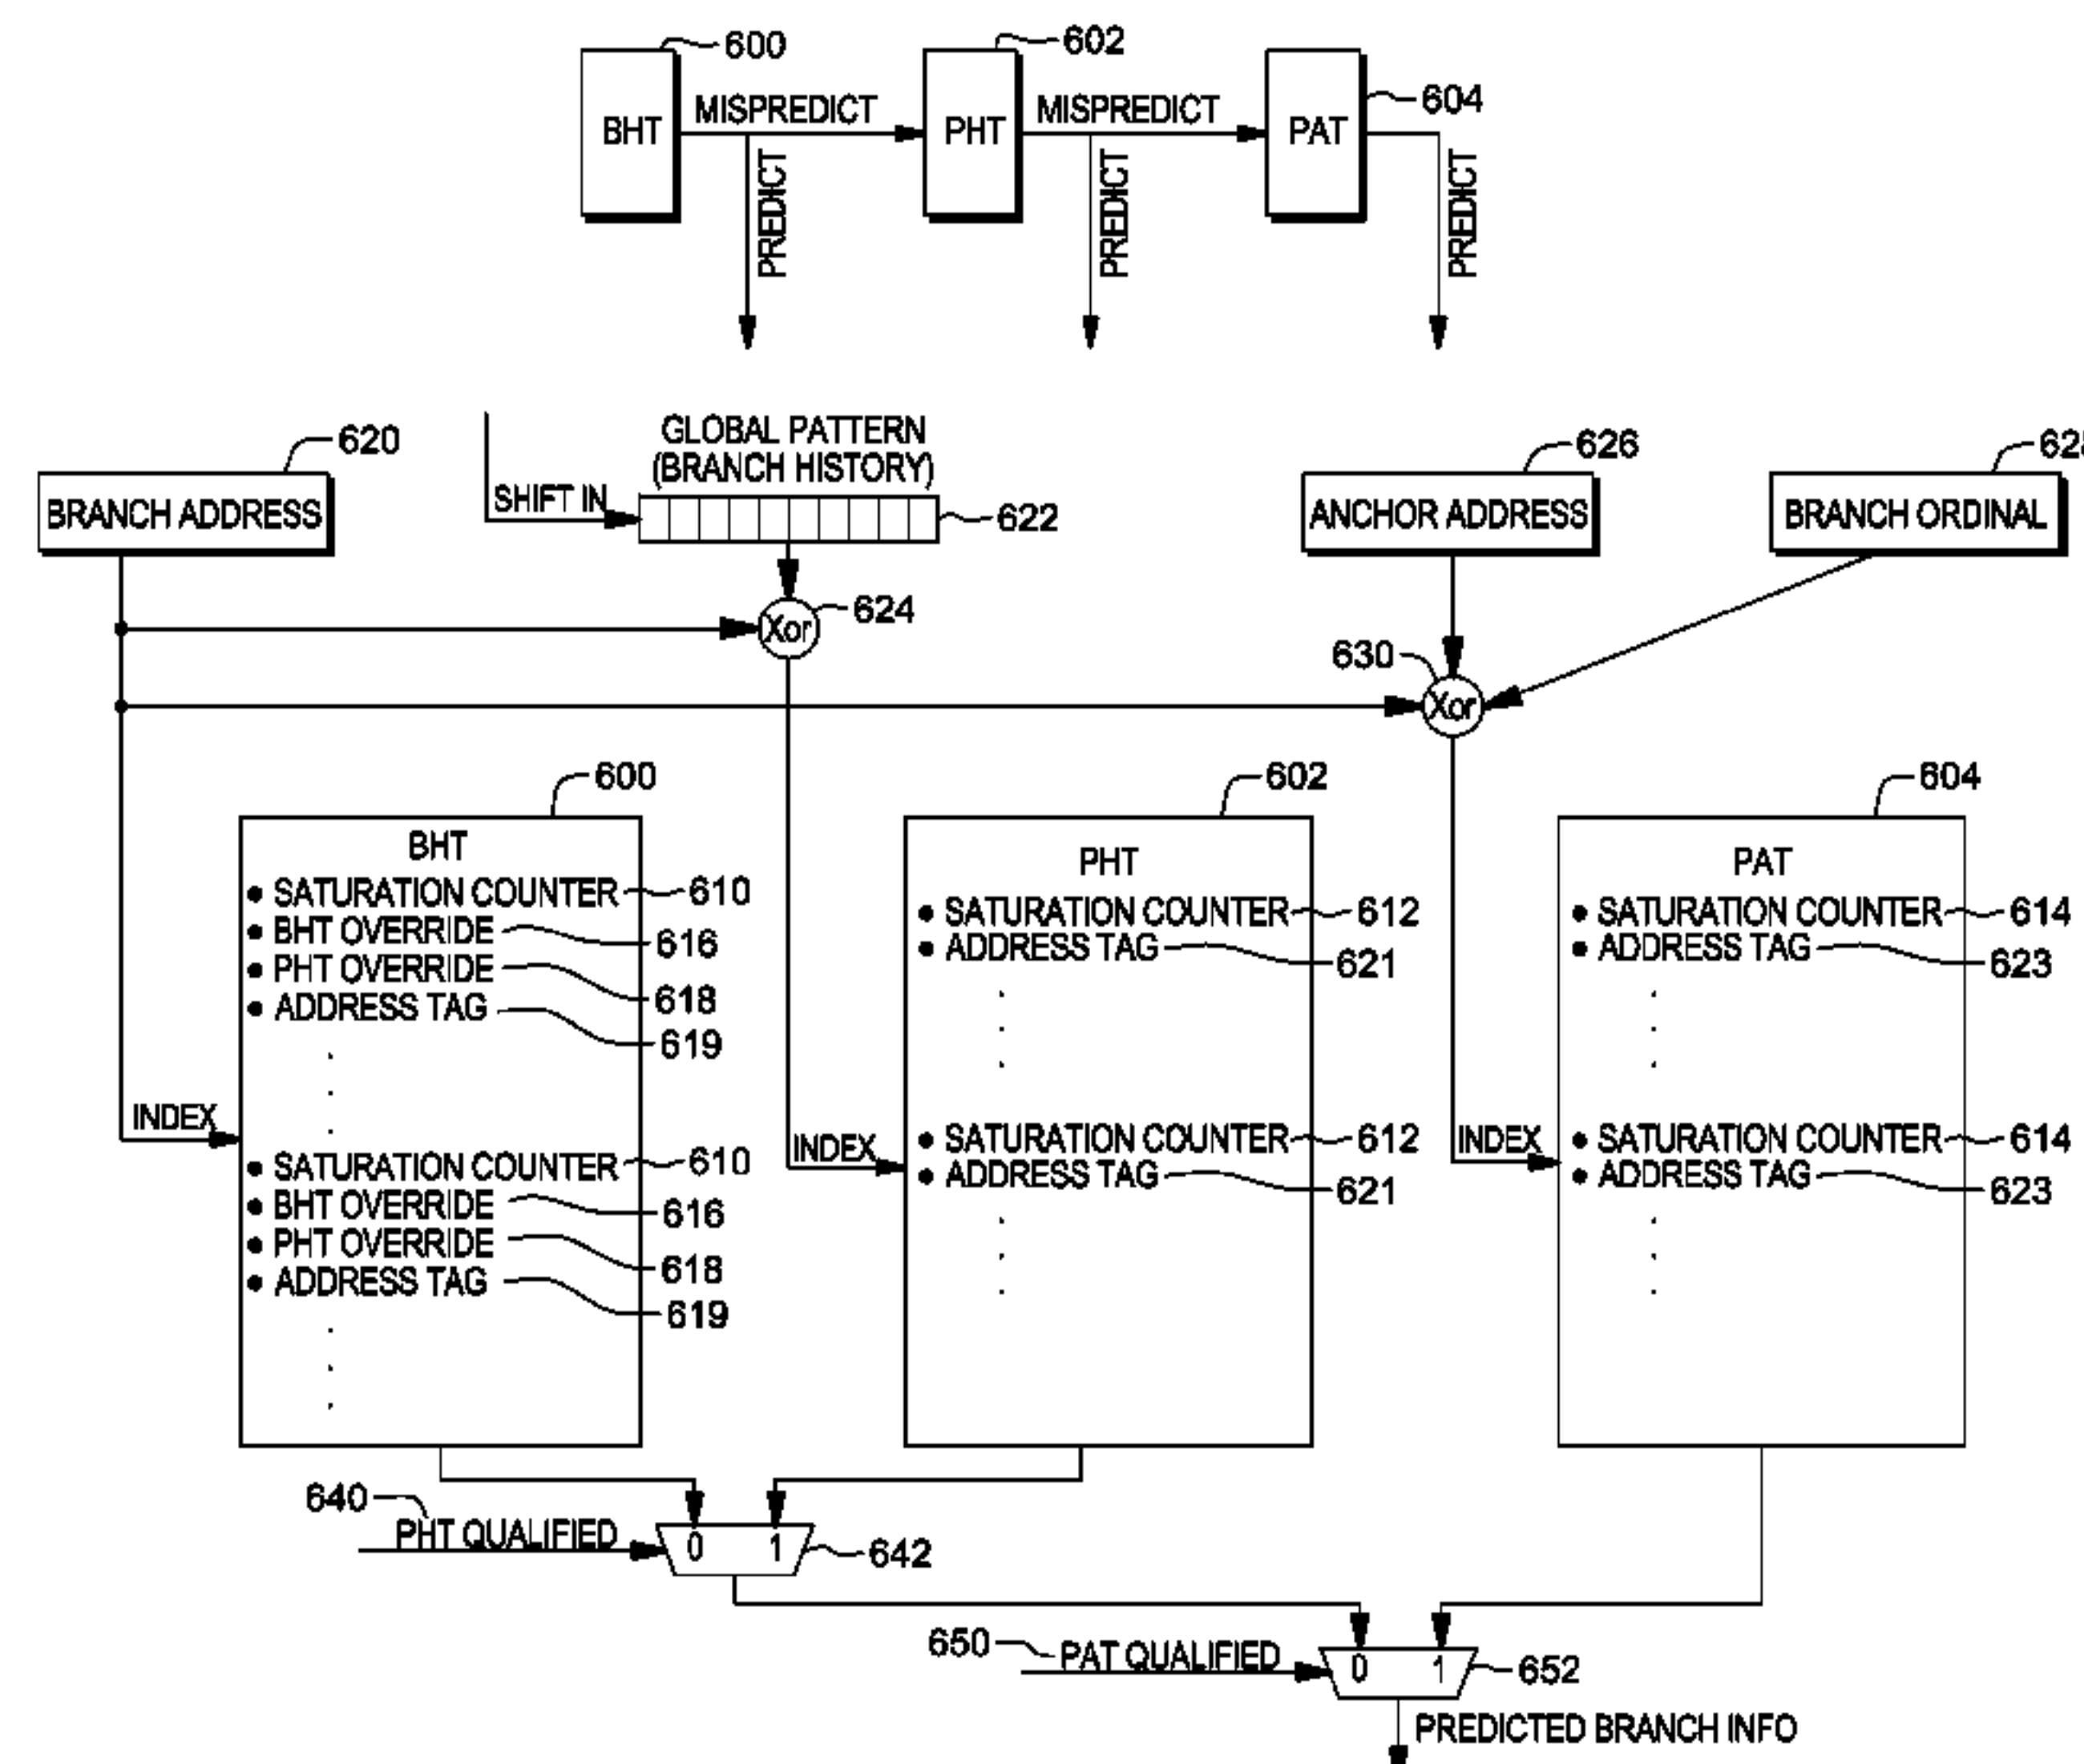 600
602
604
BHT
MISPREDICT
PHT
MISPREDICT
PAT
PREDICT
PREDICT
PREDICT
620
GLOBAL PATTERN
(BRANCH HISTORY)
626
BRANCH ADDRESS
SHIFT IN
622
ANCHOR ADDRESS
BRANCH ORDINAL
Xor
624
630
Xor
600
602
604
BHT
• SATURATION COUNTER 610
• BHT OVERRIDE 616
• PHT OVERRIDE 618
• ADDRESS TAG 619
INDEX
• SATURATION COUNTER 610
• BHT OVERRIDE 616
• PHT OVERRIDE 618
• ADDRESS TAG 619
PHT
• SATURATION COUNTER 612
• ADDRESS TAG 621
INDEX
• SATURATION COUNTER 612
• ADDRESS TAG 621
PAT
• SATURATION COUNTER 614
• ADDRESS TAG 623
INDEX
• SATURATION COUNTER 614
• ADDRESS TAG 623
640
PHT QUALIFIED
0 1
642
650
PAT QUALIFIED
0 1
652
PREDICTED BRANCH INFO